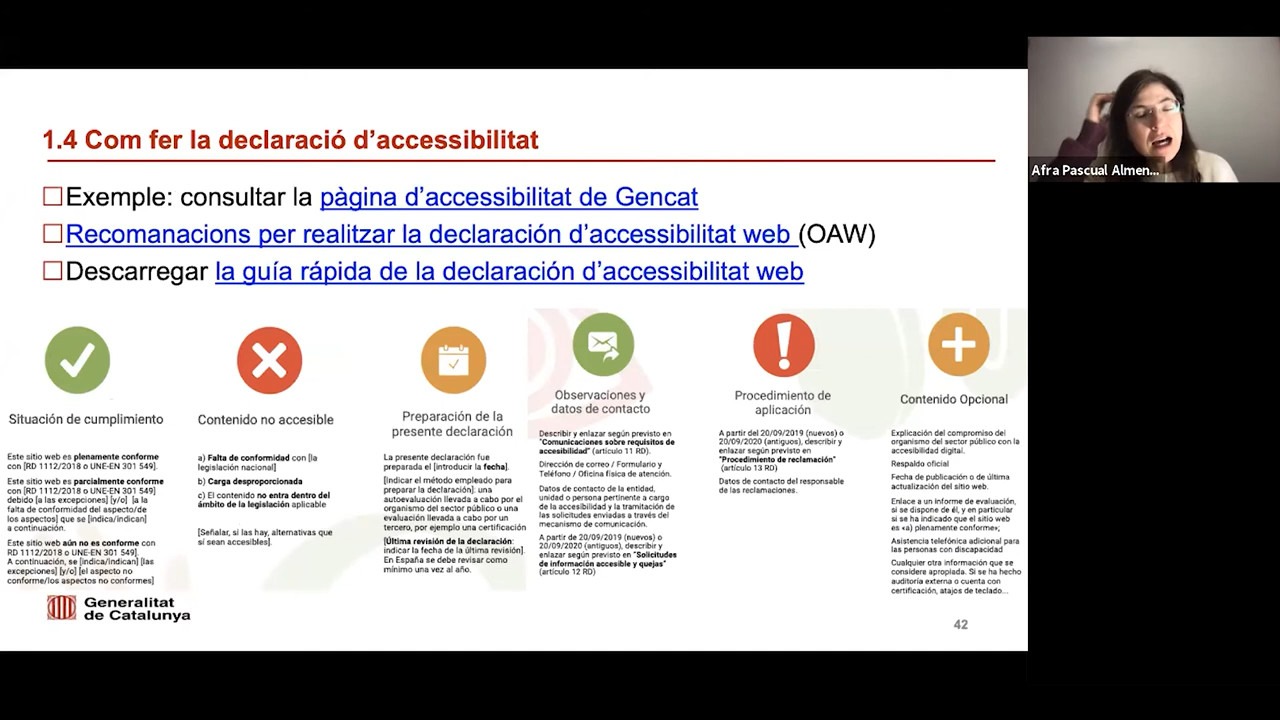 1.4 Com fer la declaració d’accessibilitat
☐Exemple: consultar la pàgina d’accessibilitat de Gencat
☐Recomanacions per realitzar la declaración d’accessibilitat web (OAW)
☐Descarregar la guía rápida de la declaración d’accessibilitat web
Situación de cumplimiento
Este sitio web es plenamente conforme
con [RD 1112/2018 o UNE-EN 301 549].
Este sitio web es parcialmente conforme
con [RD 1112/2018 o UNE-EN 301 549]
debido [a las excepciones] [y/o] [a la
falta de conformidad del aspecto/de
los aspectos] que se [indica/indican]
a continuación.
Este sitio web aún no es conforme con
RD 1112/2018 o UNE-EN 301 549].
A continuación, se [indica/indican] [las
excepciones] [y/o] [el aspecto no
conforme/los aspectos no conformes]
Contenido no accesible
a) Falta de conformidad con [la
legislación nacional]
b) Carga desproporcionada
c) El contenido no entra dentro del
ámbito de la legislación aplicable
[Señalar, si las hay, alternativas que
sí sean accesibles].
Preparación de la
presente declaración
La presente declaración fue
preparada el [introducir la fecha].
[Indicar el método empleado para
preparar la declaración]: una
autoevaluación llevada a cabo por el
organismo del sector público o una
evaluación llevada a cabo por un
tercero, por ejemplo una certificación
[Última revisión de la declaración:
indicar la fecha de la última revisión].
En España se debe revisar como
mínimo una vez al año.
Observaciones y
datos de contacto
Describir y enlazar según previsto en
"Comunicaciones sobre requisitos de
accesibilidad" (artículo 11 RD).
Dirección de correo / Formulario y
Teléfono / Oficina física de atención.
Datos de contacto de la entidad,
unidad o persona pertinente a cargo
de la accesibilidad y la tramitación de
las solicitudes enviadas a través del
mecanismo de comunicación.
A partir de 20/09/2019 (nuevos) o
20/09/2020 (antiguos), describir y
enlazar según previsto en "Solicitudes
de información accesible y quejas"
(artículo 12 RD)
Procedimiento de
aplicación
A partir del 20/09/2019 (nuevos) o
20/09/2020 (antiguos), describir y
enlazar según previsto en
"Procedimiento de reclamación"
(artículo 13 RD)
Datos de contacto del responsable
de las reclamaciones.
Contenido Opcional
Explicación del compromiso del
organismo del sector público con la
accesibilidad digital.
Respaldo oficial
Fecha de publicación o de última
actualización del sitio web.
Enlace a un informe de evaluación,
si se dispone de él, y en particular
si se ha indicado que el sitio web
es «a) plenamente conforme»;
Asistencia telefónica adicional para
las personas con discapacidad
Cualquier otra información que se
considere apropiada. Si se ha hecho
auditoría externa o cuenta con
certificación, atajos de teclado...
Generalitat
de Catalunya
42
Afra Pascual Almen...